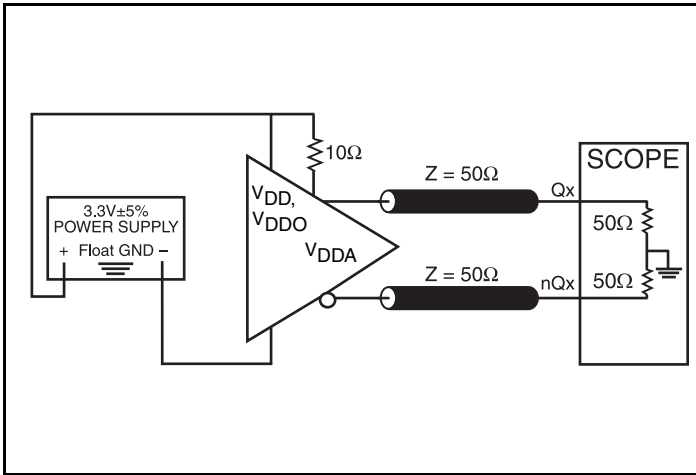 10Ω
Z = 50Ω
Qx
SCOPE
VDD,
VDDO
VDDA
50Ω
3.3V±5%
POWER SUPPLY
+ Float GND –
Z = 50Ω
nQx
50Ω